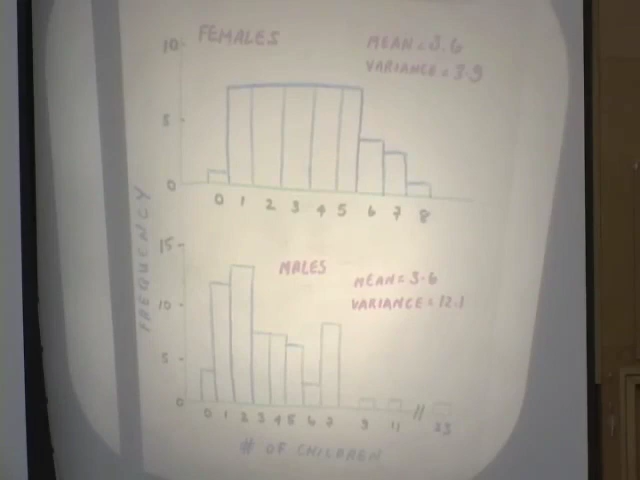 FEMALES
MEAN = 3.6
VARIANCE = 3.9
10
5
0
0 1 2 3 4 5 6 7 8
FREQUENCY
MALES
MEAN = 3.6
VARIANCE = 12.1
15
10
5
0
0 1 2 3 4 5 6 7 9 11 // 23
# OF CHILDREN